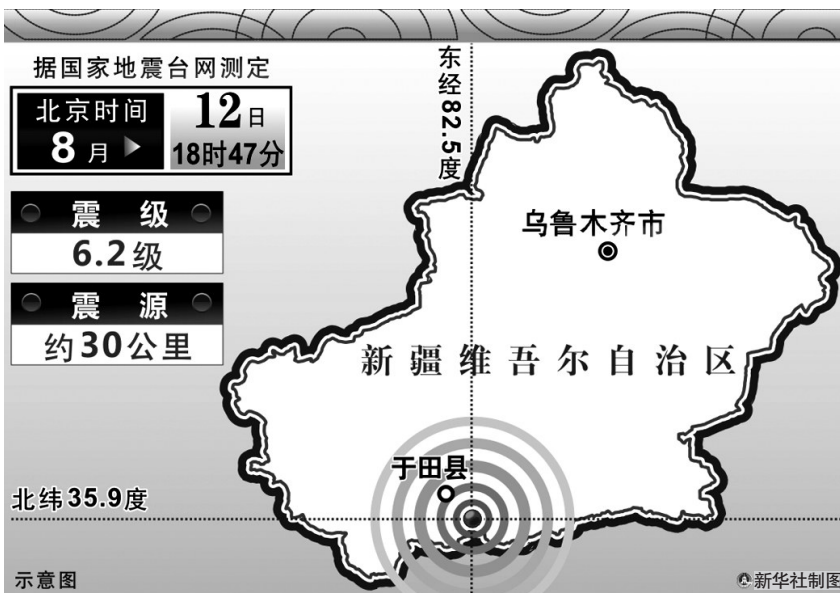 据国家地震台网测定
北京时间
8月
12日
18时47分
震级
6.2级
震源
约30公里
东经82.5度
乌鲁木齐市
新疆维吾尔自治区
于田县
北纬35.9度
示意图
新华社制图